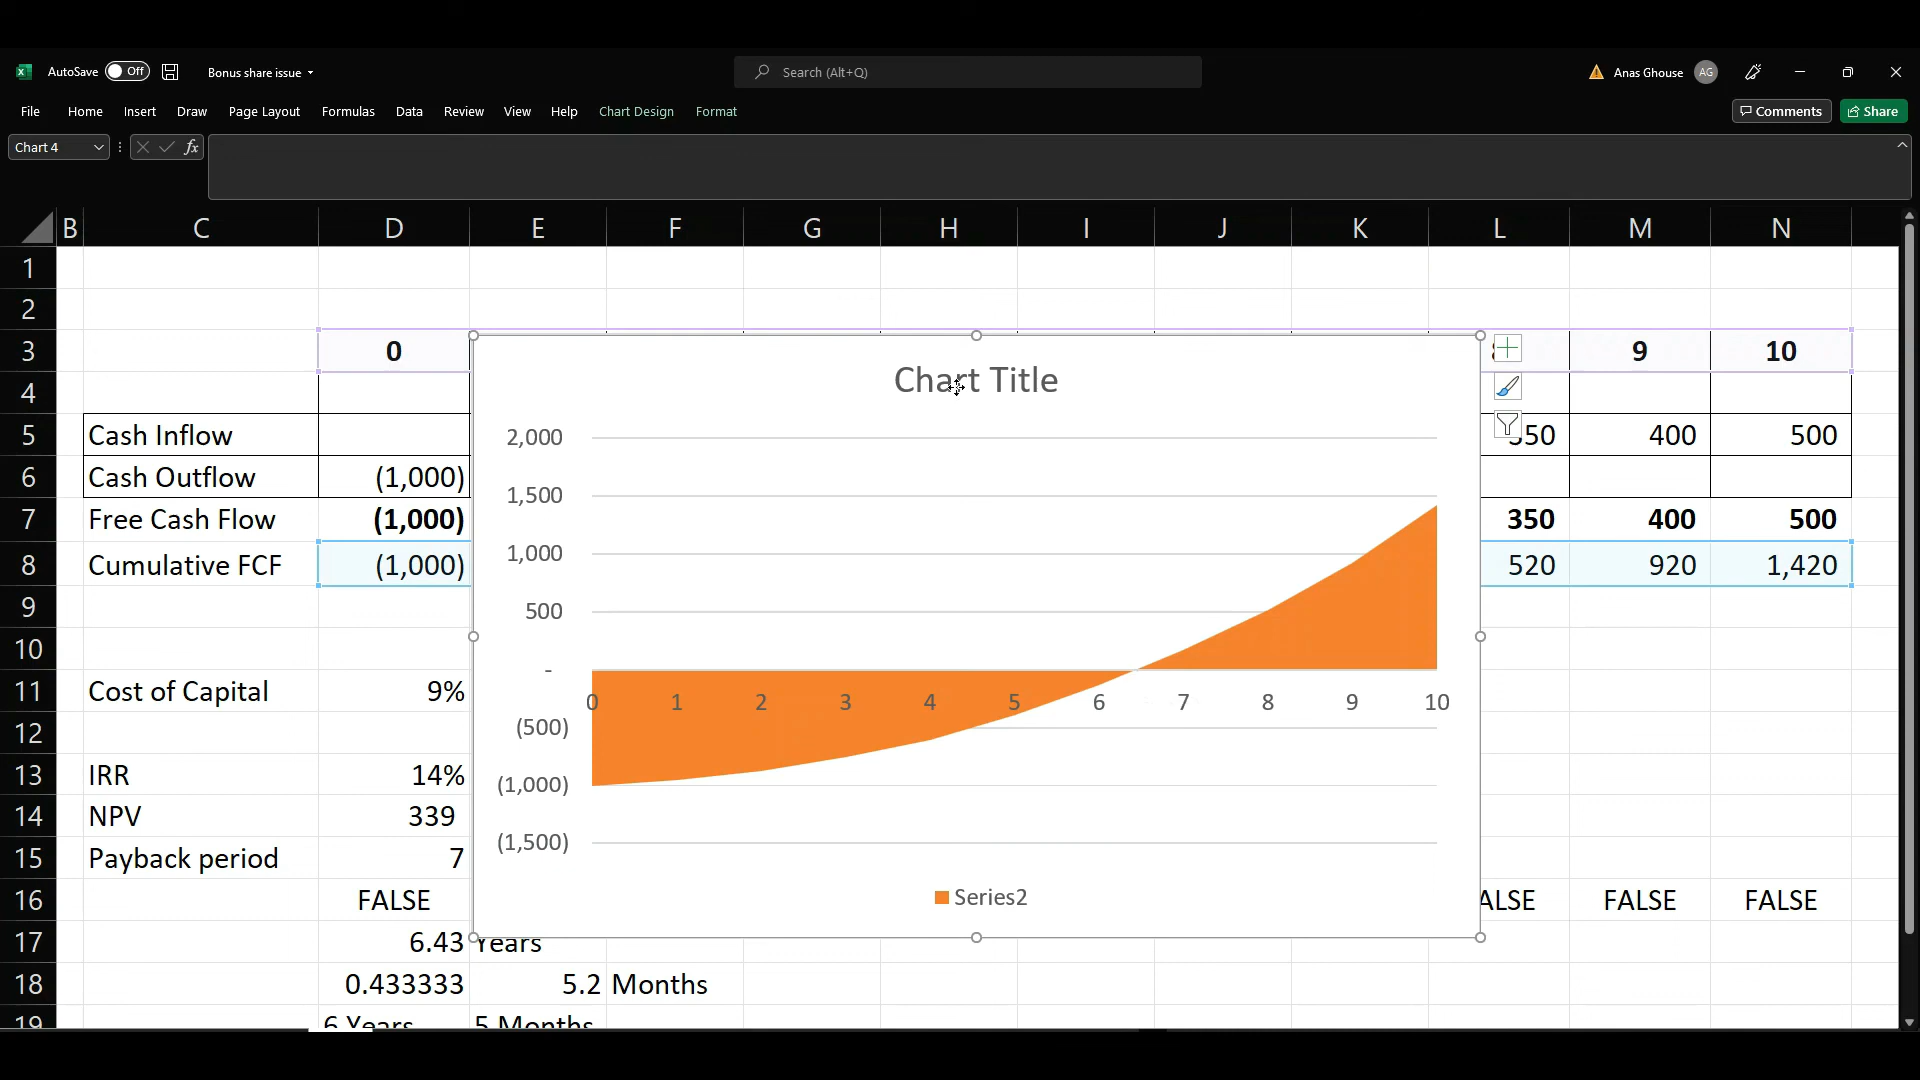 AutoSave Off Bonus share issue Search (Alt+Q) Anas Ghouse AG
File Home Insert Draw Page Layout Formulas Data Review View Help Chart Design Format Comments Share
Chart 4 fx
B C D E F G H I J K L M N
1
2
3 0 9 10
4
5 Cash Inflow 400 500
6 Cash Outflow (1,000)
7 Free Cash Flow (1,000) 350 400 500
8 Cumulative FCF (1,000) 520 920 1,420
9
10
11 Cost of Capital 9%
12
13 IRR 14%
14 NPV 339
15 Payback period 7
16 FALSE FALSE FALSE
17 6.43 Years
18 0.433333 5.2 Months
19 6 Years 5 Months
Chart Title
2,000
1,500
1,000
500
-
0 1 2 3 4 5 6 7 8 9 10
(500)
(1,000)
(1,500)
Series2